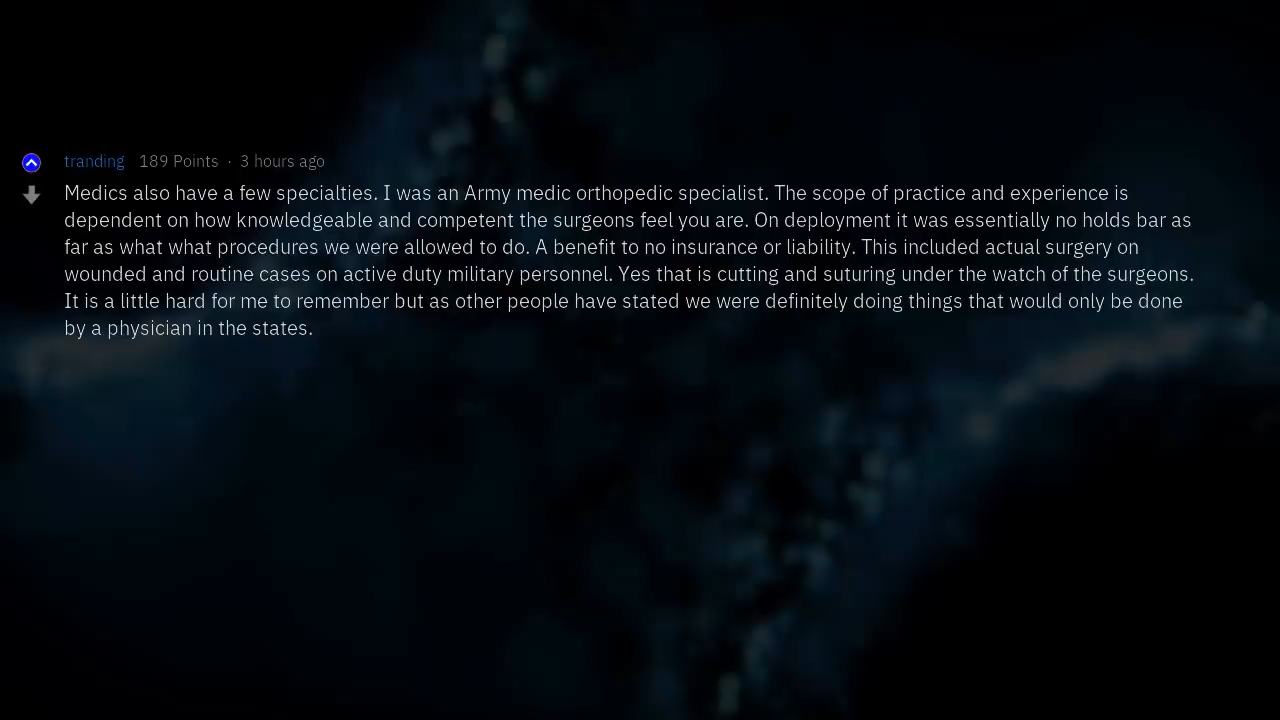 tranding 189 Points · 3 hours ago
Medics also have a few specialties. I was an Army medic orthopedic specialist. The scope of practice and experience is
dependent on how knowledgeable and competent the surgeons feel you are. On deployment it was essentially no holds bar as
far as what what procedures we were allowed to do. A benefit to no insurance or liability. This included actual surgery on
wounded and routine cases on active duty military personnel. Yes that is cutting and suturing under the watch of the surgeons.
It is a little hard for me to remember but as other people have stated we were definitely doing things that would only be done
by a physician in the states.